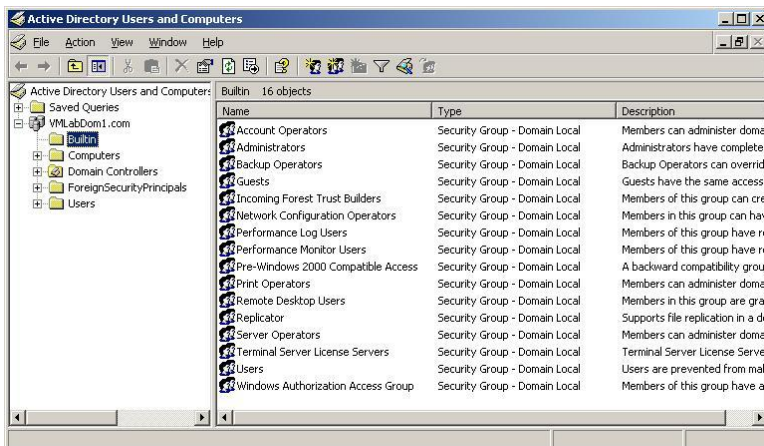 Active Directory Users and Computers
File Action View Window Help
Active Directory Users and Computers
Saved Queries
VMLabDom1.com
Builtin
Computers
Domain Controllers
ForeignSecurityPrincipals
Users
Builtin 16 objects
Name Type Description
Account Operators Security Group - Domain Local Members can administer doma
Administrators Security Group - Domain Local Administrators have complete
Backup Operators Security Group - Domain Local Backup Operators can overrid
Guests Security Group - Domain Local Guests have the same access
Incoming Forest Trust Builders Security Group - Domain Local Members of this group can cre
Network Configuration Operators Security Group - Domain Local Members in this group can hav
Performance Log Users Security Group - Domain Local Members of this group have r
Performance Monitor Users Security Group - Domain Local Members of this group have r
Pre-Windows 2000 Compatible Access Security Group - Domain Local A backward compatibility grou
Print Operators Security Group - Domain Local Members can administer doma
Remote Desktop Users Security Group - Domain Local Members in this group are gra
Replicator Security Group - Domain Local Supports file replication in a d
Server Operators Security Group - Domain Local Members can administer doma
Terminal Server License Servers Security Group - Domain Local Terminal Server License Serve
Users Security Group - Domain Local Users are prevented from mal
Windows Authorization Access Group Security Group - Domain Local Members of this group have a